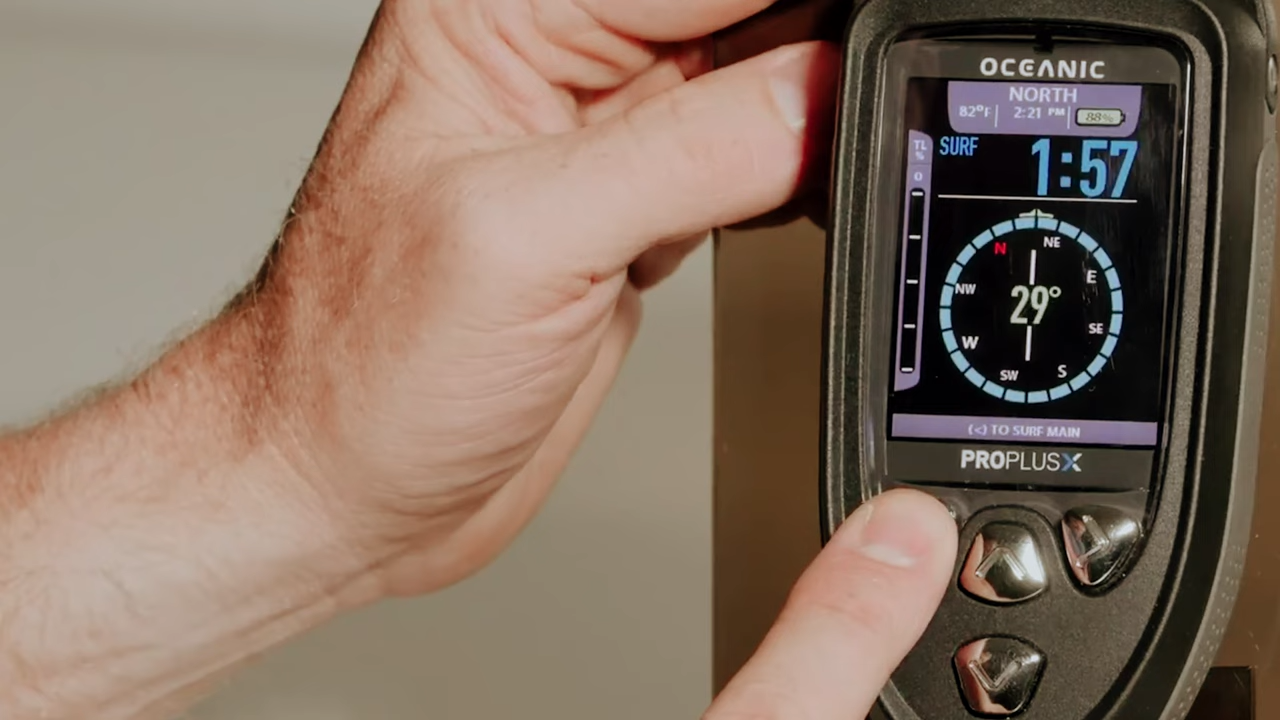 OCEANIC
NORTH
82°F 2:21 PM 88%
TL % 0
SURF 1:57
N NE
E
NW
29°
SE
W
SW S
(<) TO SURF MAIN
PROPLUSX